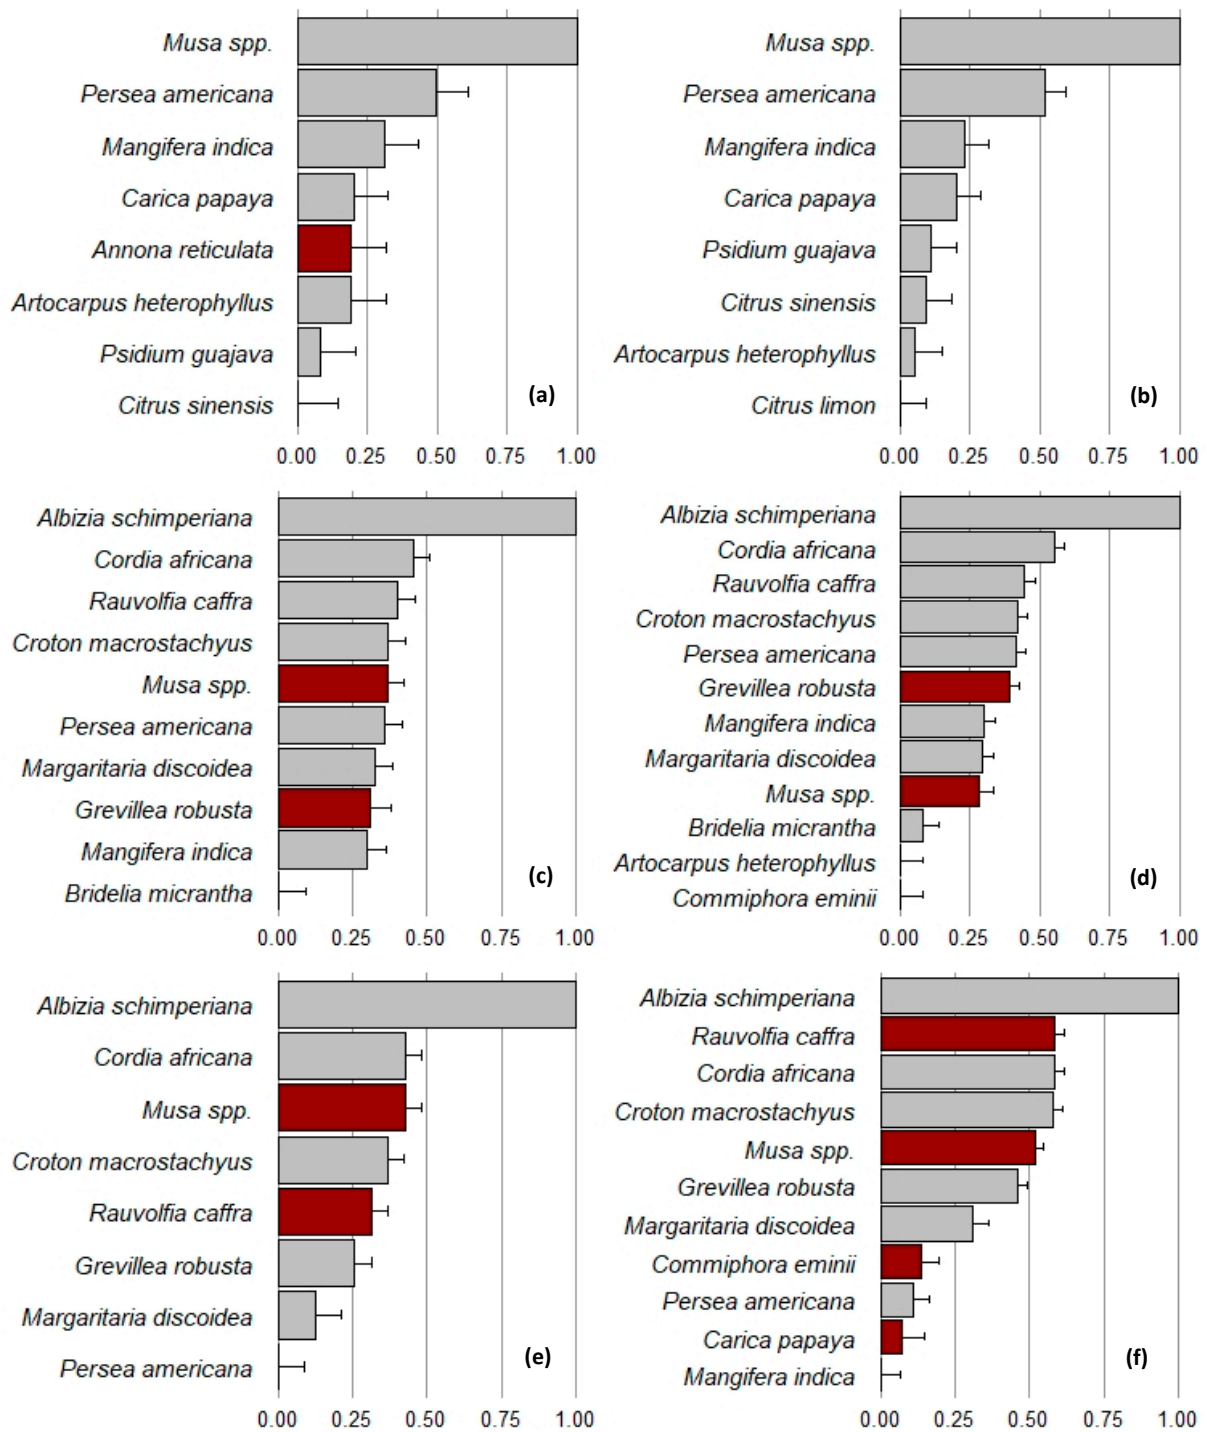 Musa spp.
Persea americana
Mangifera indica
Carica papaya
Annona reticulata
Artocarpus heterophyllus
Psidium guajava
Citrus sinensis
(a)
0.00 0.25 0.50 0.75 1.00
Musa spp.
Persea americana
Mangifera indica
Carica papaya
Psidium guajava
Citrus sinensis
Artocarpus heterophyllus
Citrus limon
(b)
0.00 0.25 0.50 0.75 1.00
Albizia schimperiana
Cordia africana
Rauvolfia caffra
Croton macrostachyus
Musa spp.
Persea americana
Margaritaria discoidea
Grevillea robusta
Mangifera indica
Bridelia micrantha
(c)
0.00 0.25 0.50 0.75 1.00
Albizia schimperiana
Cordia africana
Rauvolfia caffra
Croton macrostachyus
Persea americana
Grevillea robusta
Mangifera indica
Margaritaria discoidea
Musa spp.
Bridelia micrantha
Artocarpus heterophyllus
Commiphora eminii
(d)
0.00 0.25 0.50 0.75 1.00
Albizia schimperiana
Cordia africana
Musa spp.
Croton macrostachyus
Rauvolfia caffra
Grevillea robusta
Margaritaria discoidea
Persea americana
(e)
0.00 0.25 0.50 0.75 1.00
Albizia schimperiana
Rauvolfia caffra
Cordia africana
Croton macrostachyus
Musa spp.
Grevillea robusta
Margaritaria discoidea
Commiphora eminii
Persea americana
Carica papaya
Mangifera indica
(f)
0.00 0.25 0.50 0.75 1.00